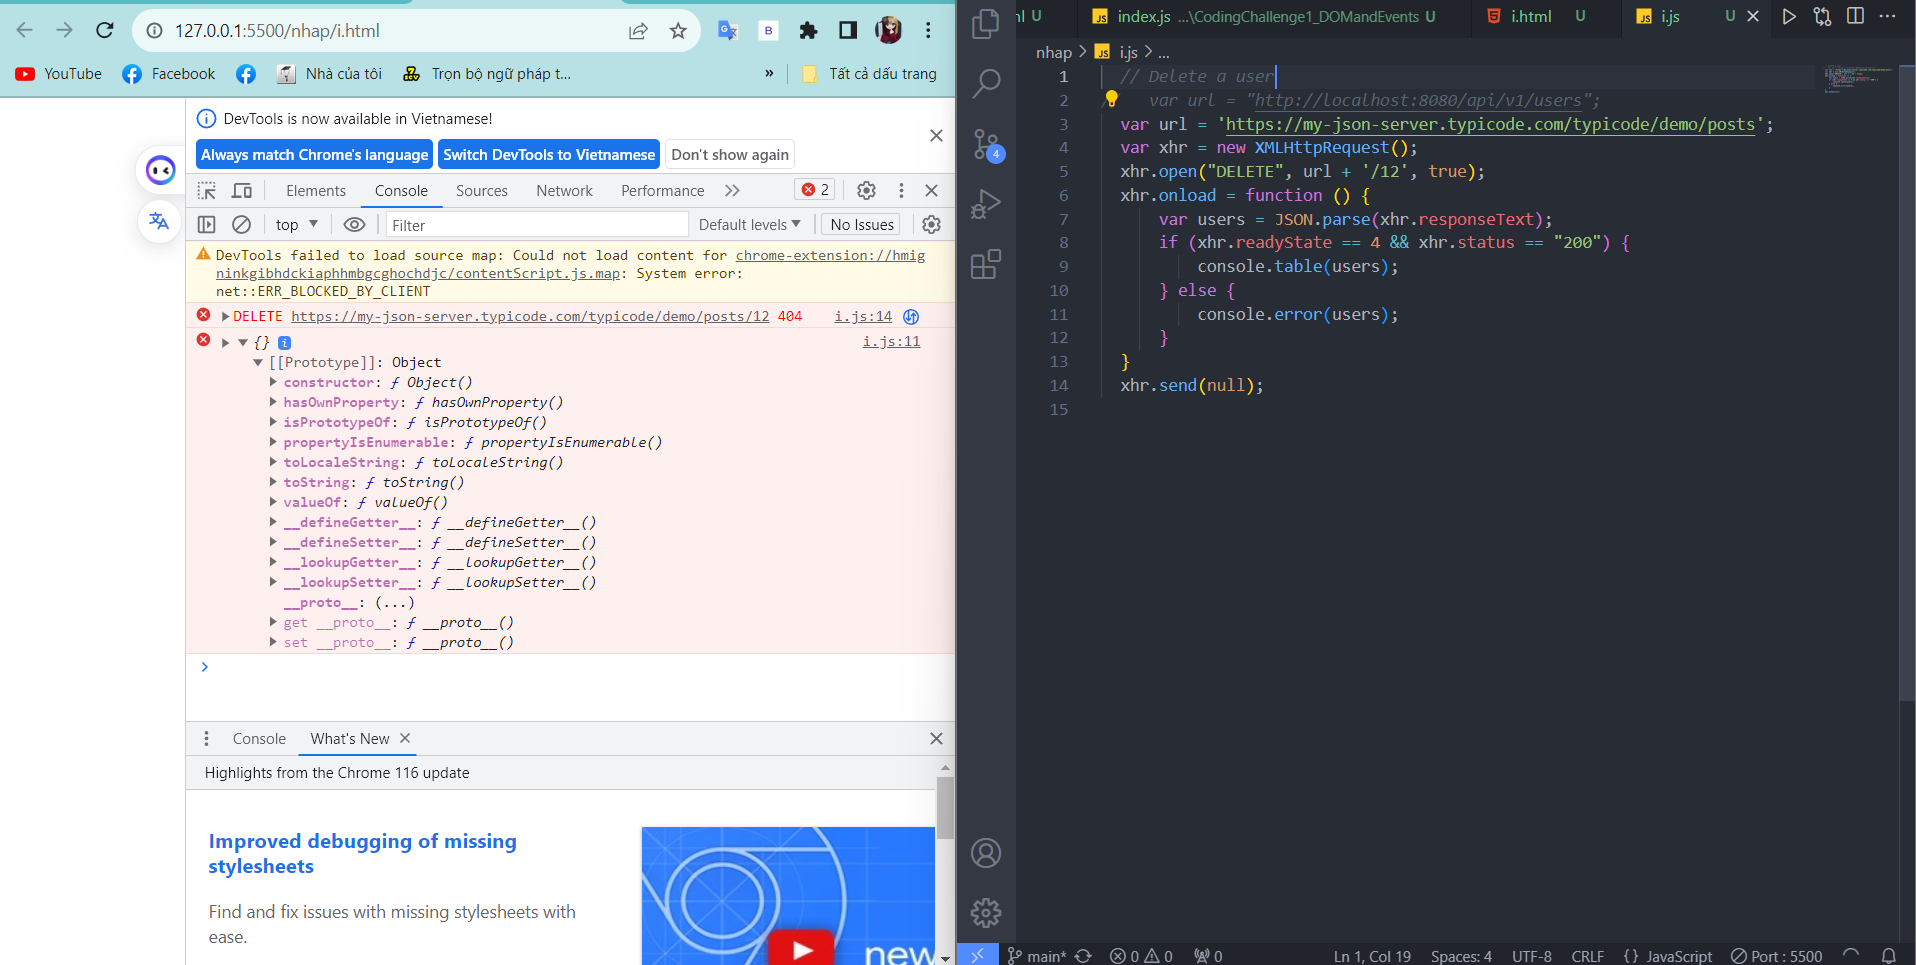 127.0.0.1:5500/nhap/i.html
YouTube Facebook Nhà của tôi Trọn bộ ngữ pháp t... » Tất cả dấu trang
DevTools is now available in Vietnamese!
Always match Chrome's language Switch DevTools to Vietnamese Don't show again
Elements Console Sources Network Performance 2
top Filter Default levels No Issues
DevTools failed to load source map: Could not load content for chrome-extension://hmig
ninkgibhdckiaphhmbgcghochdjc/contentScript.js.map: System error:
net::ERR_BLOCKED_BY_CLIENT
DELETE https://my-json-server.typicode.com/typicode/demo/posts/12 404 i.js:14
{} i i.js:11
[[Prototype]]: Object
constructor: ƒ Object()
hasOwnProperty: ƒ hasOwnProperty()
isPrototypeOf: ƒ isPrototypeOf()
propertyIsEnumerable: ƒ propertyIsEnumerable()
toLocaleString: ƒ toLocaleString()
toString: ƒ toString()
valueOf: ƒ valueOf()
__defineGetter__: ƒ __defineGetter__()
__defineSetter__: ƒ __defineSetter__()
__lookupGetter__: ƒ __lookupGetter__()
__lookupSetter__: ƒ __lookupSetter__()
__proto__: (...)
get __proto__: ƒ __proto__()
set __proto__: ƒ __proto__()
Console What's New
Highlights from the Chrome 116 update
Improved debugging of missing
stylesheets
Find and fix issues with missing stylesheets with
ease.
new
nl U JS index.js ...\CodingChallenge1_DOMandEvents U i.html U JS i.js U
nhap > JS i.js > ...
1 // Delete a user
2 / var url = "http://localhost:8080/api/v1/users";
3 var url = 'https://my-json-server.typicode.com/typicode/demo/posts';
4 var xhr = new XMLHttpRequest();
5 xhr.open("DELETE", url + '/12', true);
6 xhr.onload = function () {
7 var users = JSON.parse(xhr.responseText);
8 if (xhr.readyState == 4 && xhr.status == "200") {
9 console.table(users);
10 } else {
11 console.error(users);
12 }
13 }
14 xhr.send(null);
15
4
main* 0 0 0 Ln 1, Col 19 Spaces: 4 UTF-8 CRLF {} JavaScript Port : 5500